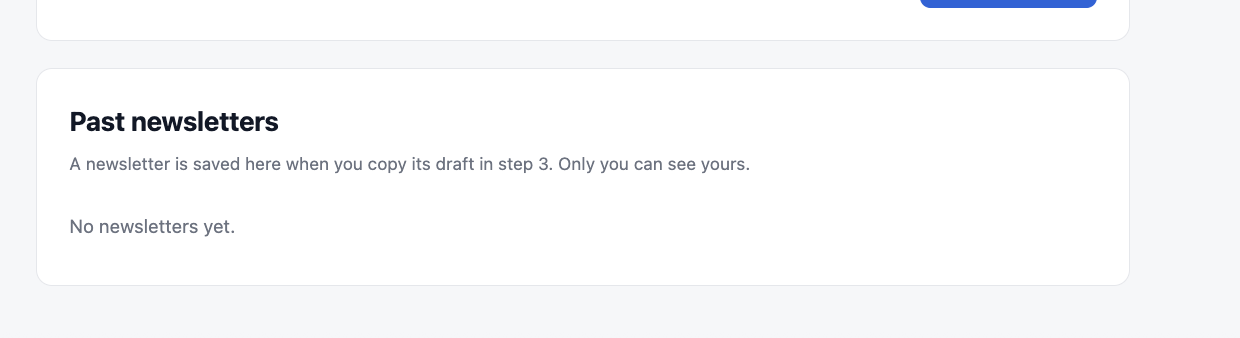 Past newsletters
A newsletter is saved here when you copy its draft in step 3. Only you can see yours.
No newsletters yet.